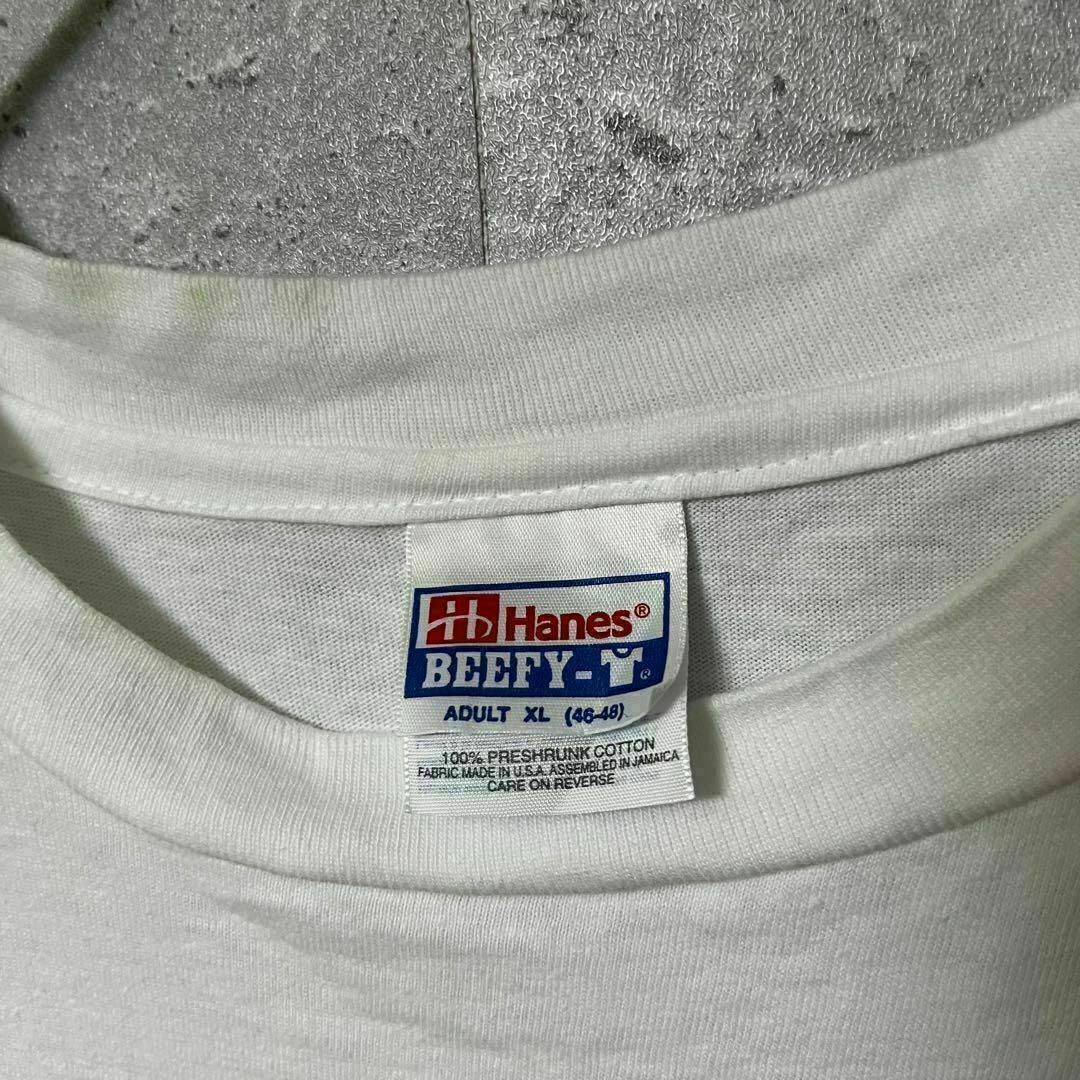 H Hanes®
BEEFY-T®
ADULT XL (46-48)
100% PRESHRUNK COTTON
FABRIC MADE IN U.S.A. ASSEMBLED IN JAMAICA
CARE ON REVERSE